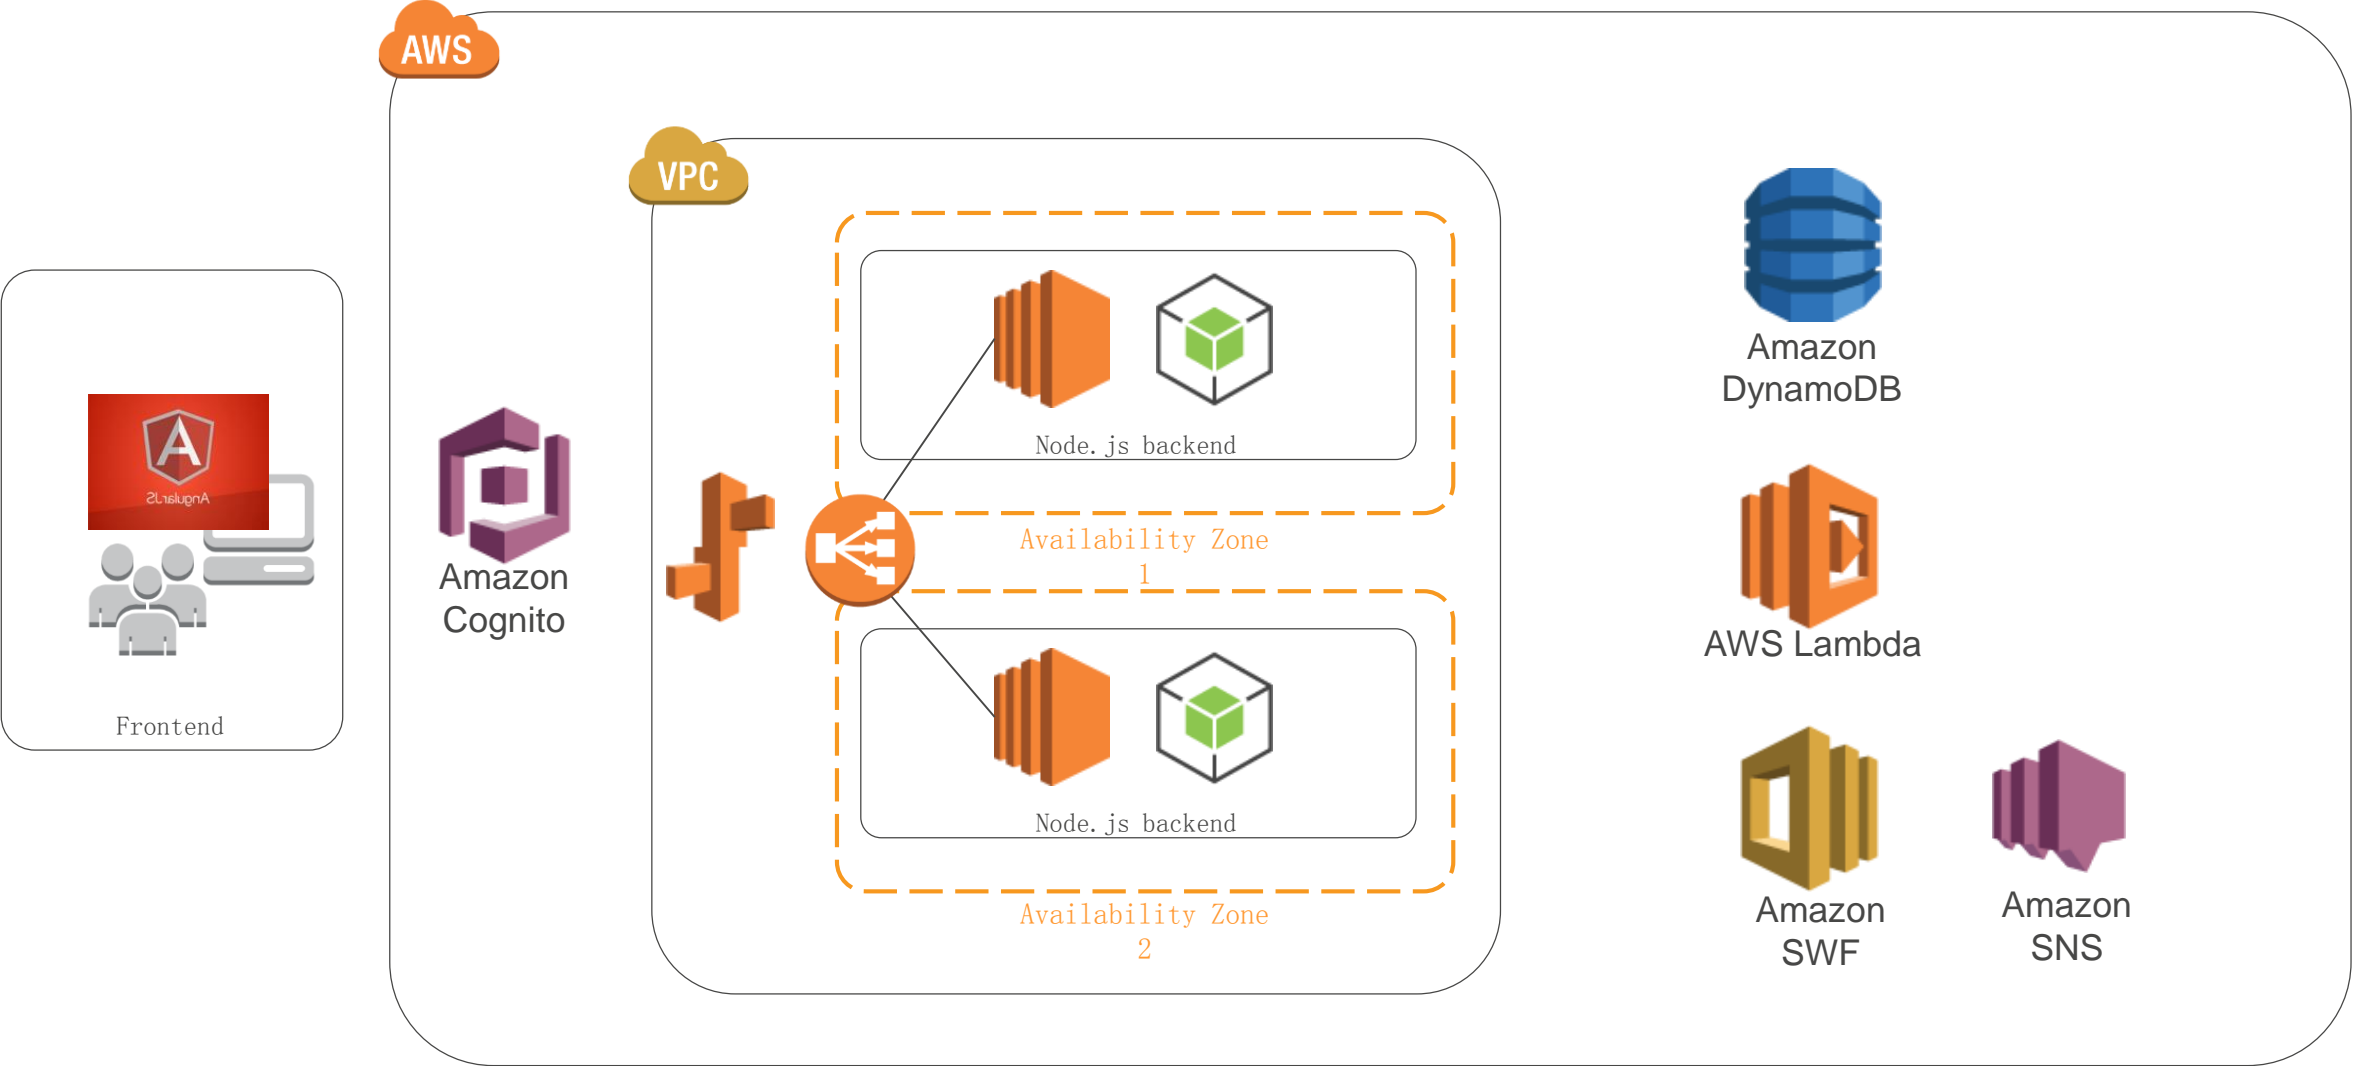 AWS
VPC
AngularJS
Frontend
Amazon
Cognito
Node.js backend
Availability Zone
1
Node.js backend
Availability Zone
2
Amazon
DynamoDB
AWS Lambda
Amazon
SWF
Amazon
SNS